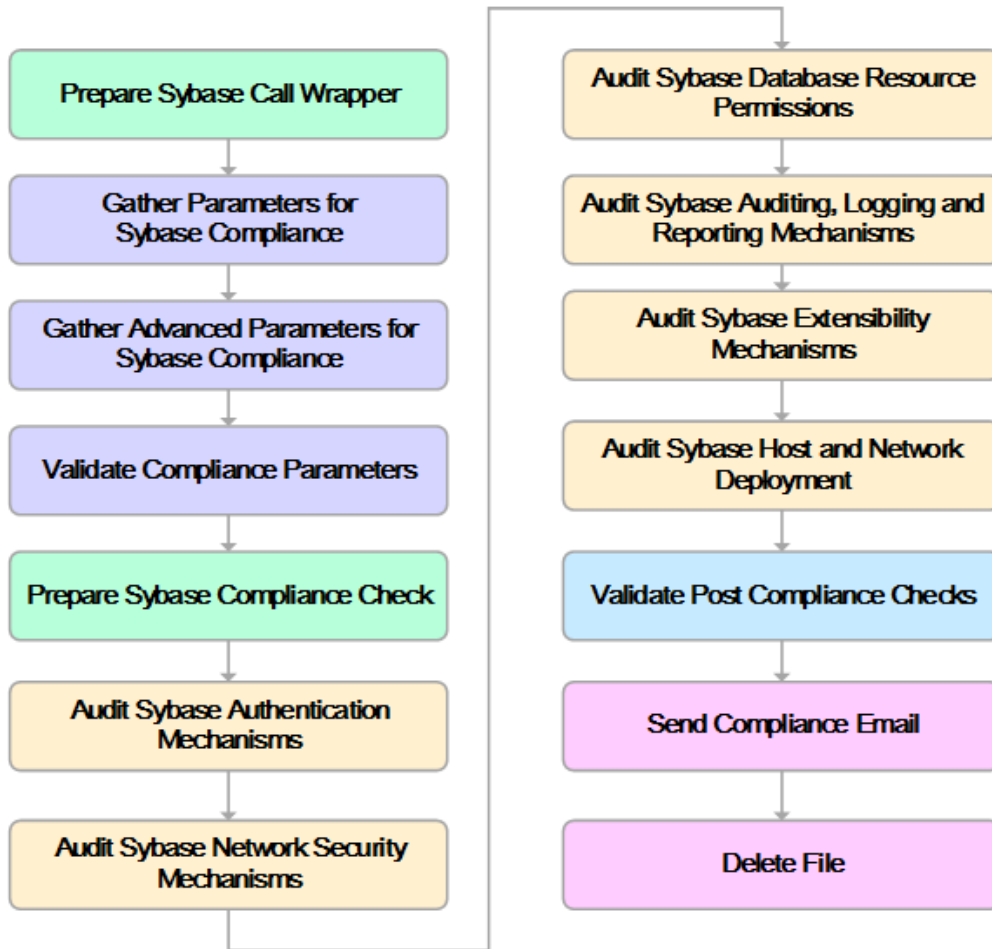 Prepare Sybase Call Wrapper
Gather Parameters for
Sybase Compliance
Gather Advanced Parameters for
Sybase Compliance
Validate Compliance Parameters
Prepare Sybase Compliance Check
Audit Sybase Authentication
Mechanisms
Audit Sybase Network Security
Mechanisms
Audit Sybase Database Resource
Permissions
Audit Sybase Auditing, Logging and
Reporting Mechanisms
Audit Sybase Extensibility
Mechanisms
Audit Sybase Host and Network
Deployment
Validate Post Compliance Checks
Send Compliance Email
Delete File